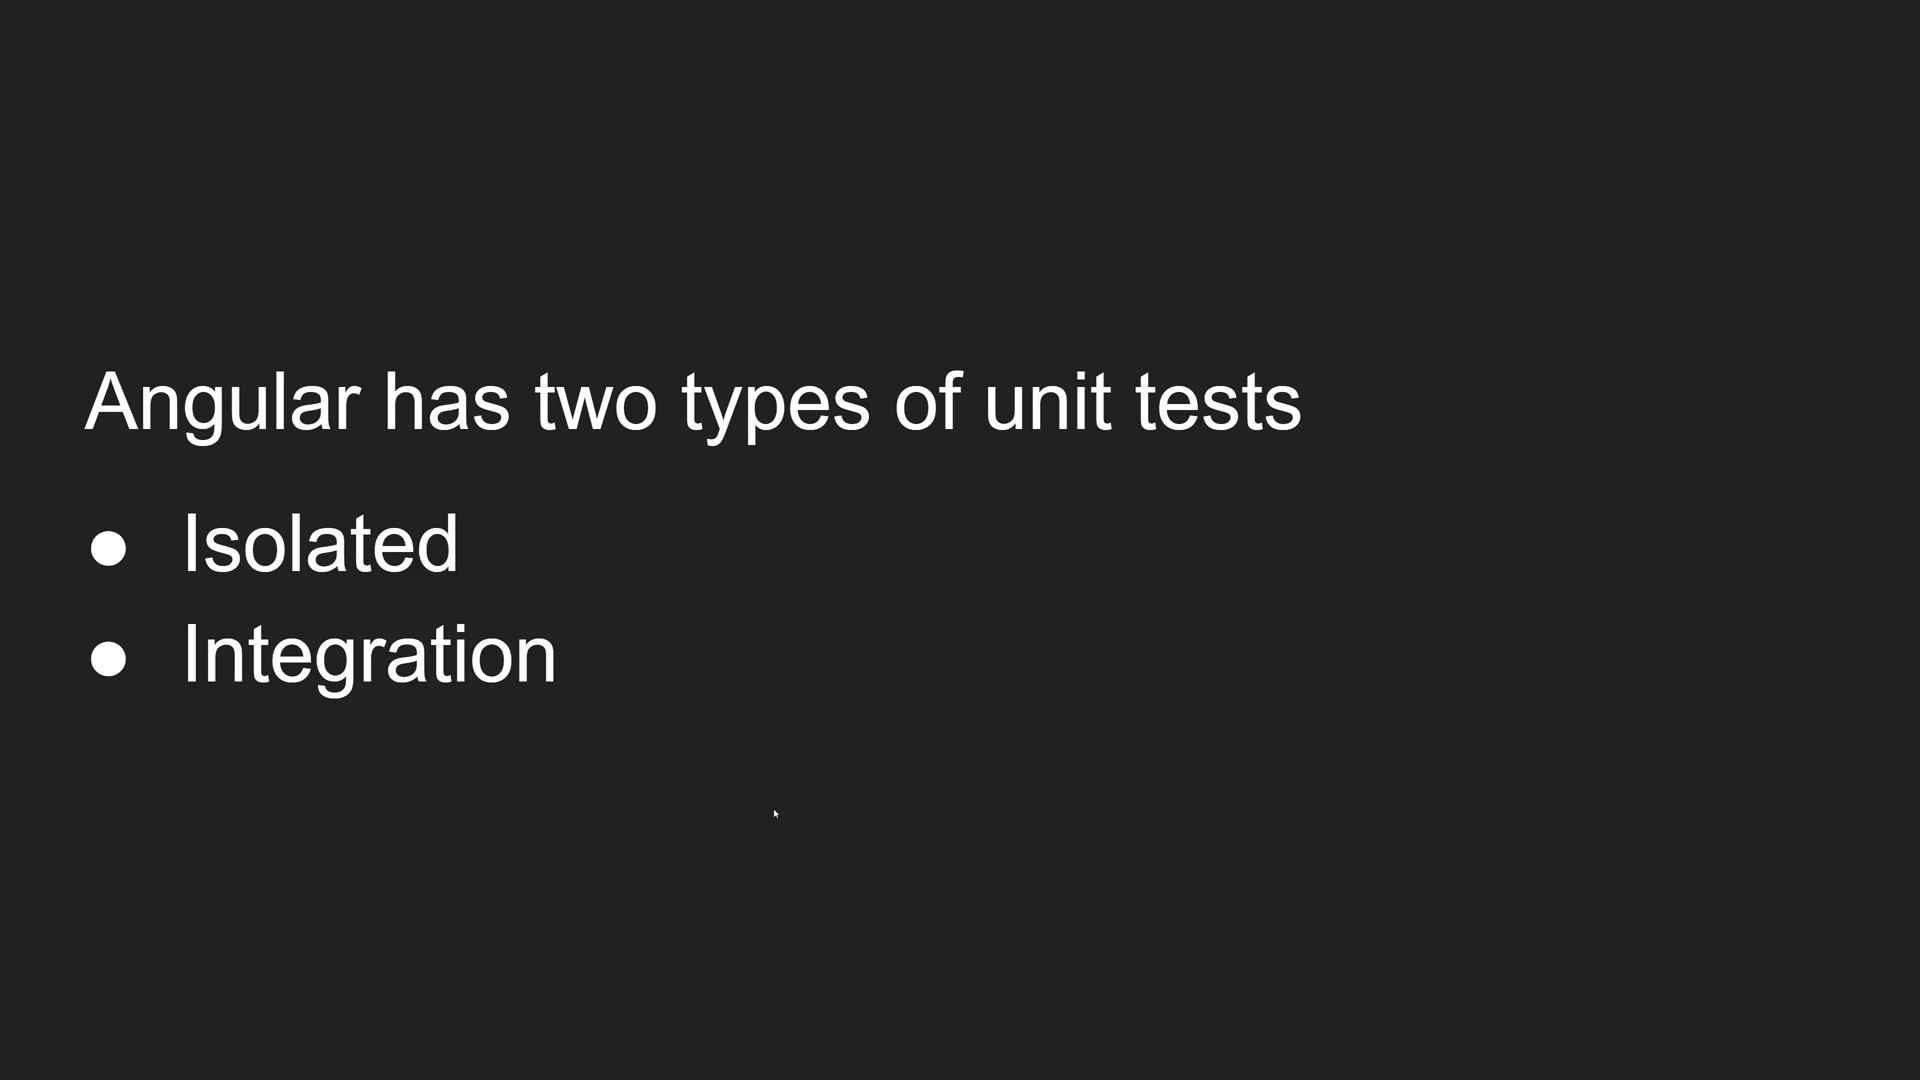 Angular has two types of unit tests
● Isolated
● Integration